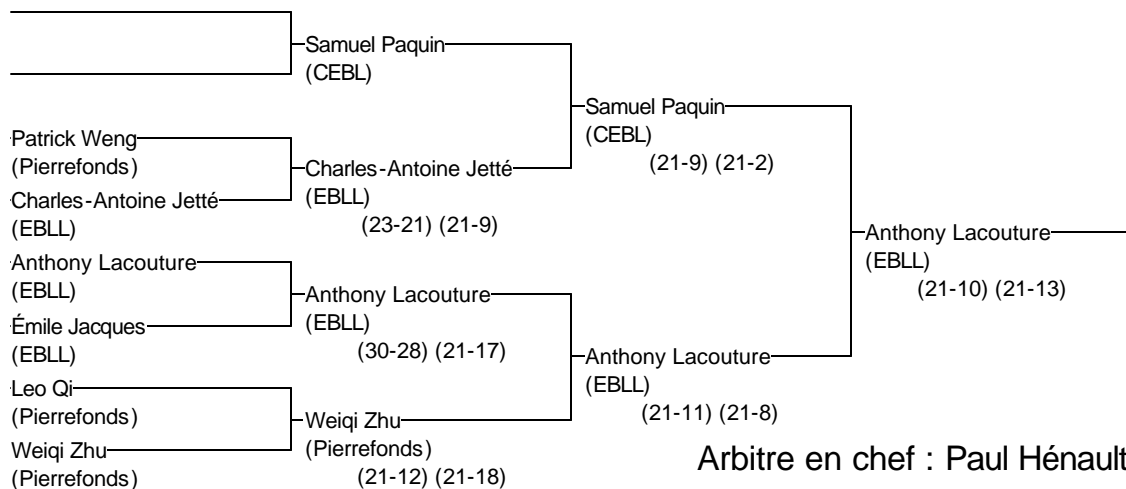 Samuel Paquin
(CEBL)
Samuel Paquin
(CEBL)
(21-9) (21-2)
Patrick Weng
(Pierrefonds)
Charles-Antoine Jetté
(EBLL)
(23-21) (21-9)
Charles-Antoine Jetté
(EBLL)
Anthony Lacouture
(EBLL)
(21-10) (21-13)
Anthony Lacouture
(EBLL)
Anthony Lacouture
(EBLL)
(30-28) (21-17)
Émile Jacques
(EBLL)
Anthony Lacouture
(EBLL)
(21-11) (21-8)
Leo Qi
(Pierrefonds)
Weiqi Zhu
(Pierrefonds)
(21-12) (21-18)
Weiqi Zhu
(Pierrefonds)
Arbitre en chef : Paul Hénault